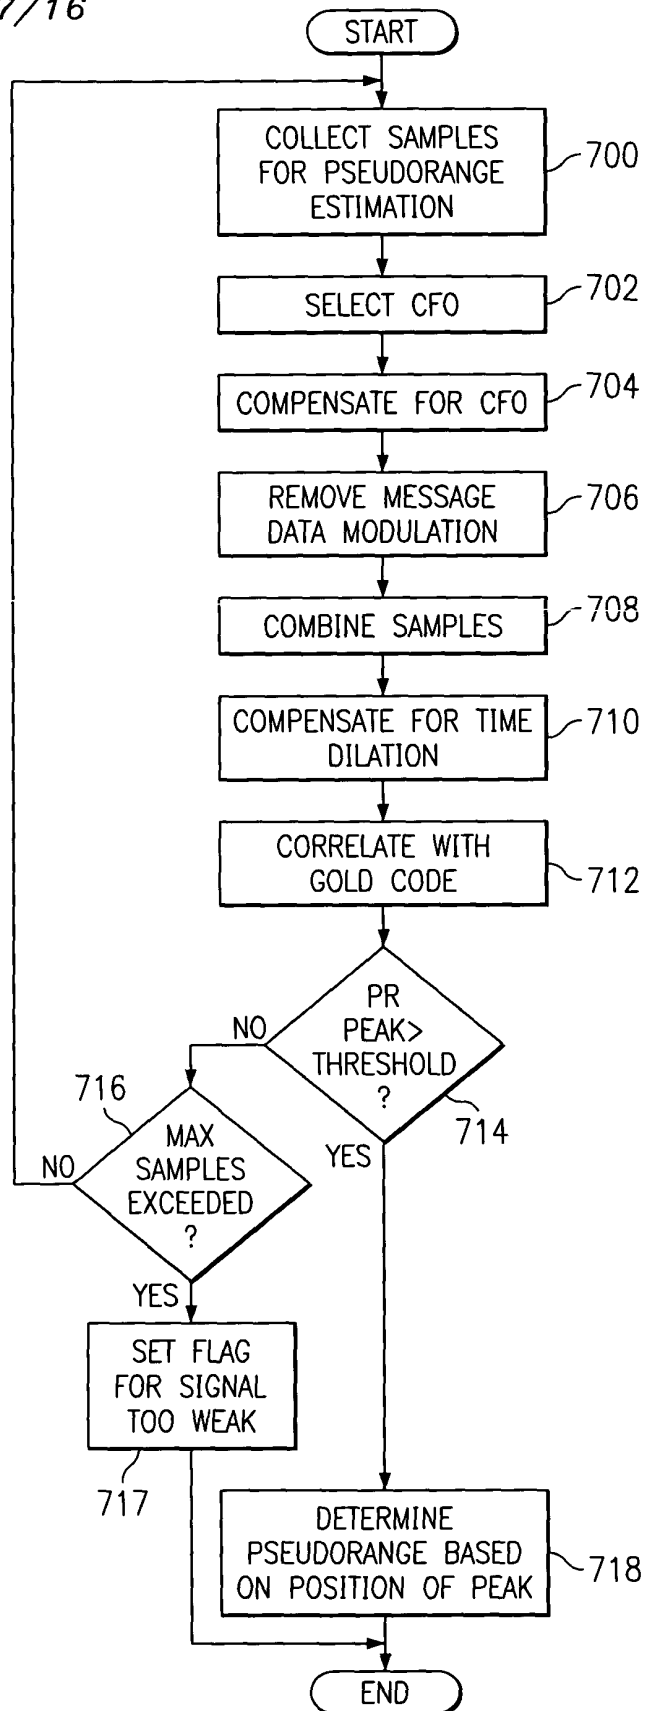 7/16
START
COLLECT SAMPLES
FOR PSEUDORANGE
ESTIMATION
700
SELECT CFO
702
COMPENSATE FOR CFO
704
REMOVE MESSAGE
DATA MODULATION
706
COMBINE SAMPLES
708
COMPENSATE FOR TIME
DILATION
710
CORRELATE WITH
GOLD CODE
712
PR
PEAK>
THRESHOLD
?
714
NO
YES
716
MAX
SAMPLES
EXCEEDED
?
NO
YES
SET FLAG
FOR SIGNAL
TOO WEAK
717
DETERMINE
PSEUDORANGE BASED
ON POSITION OF PEAK
718
END